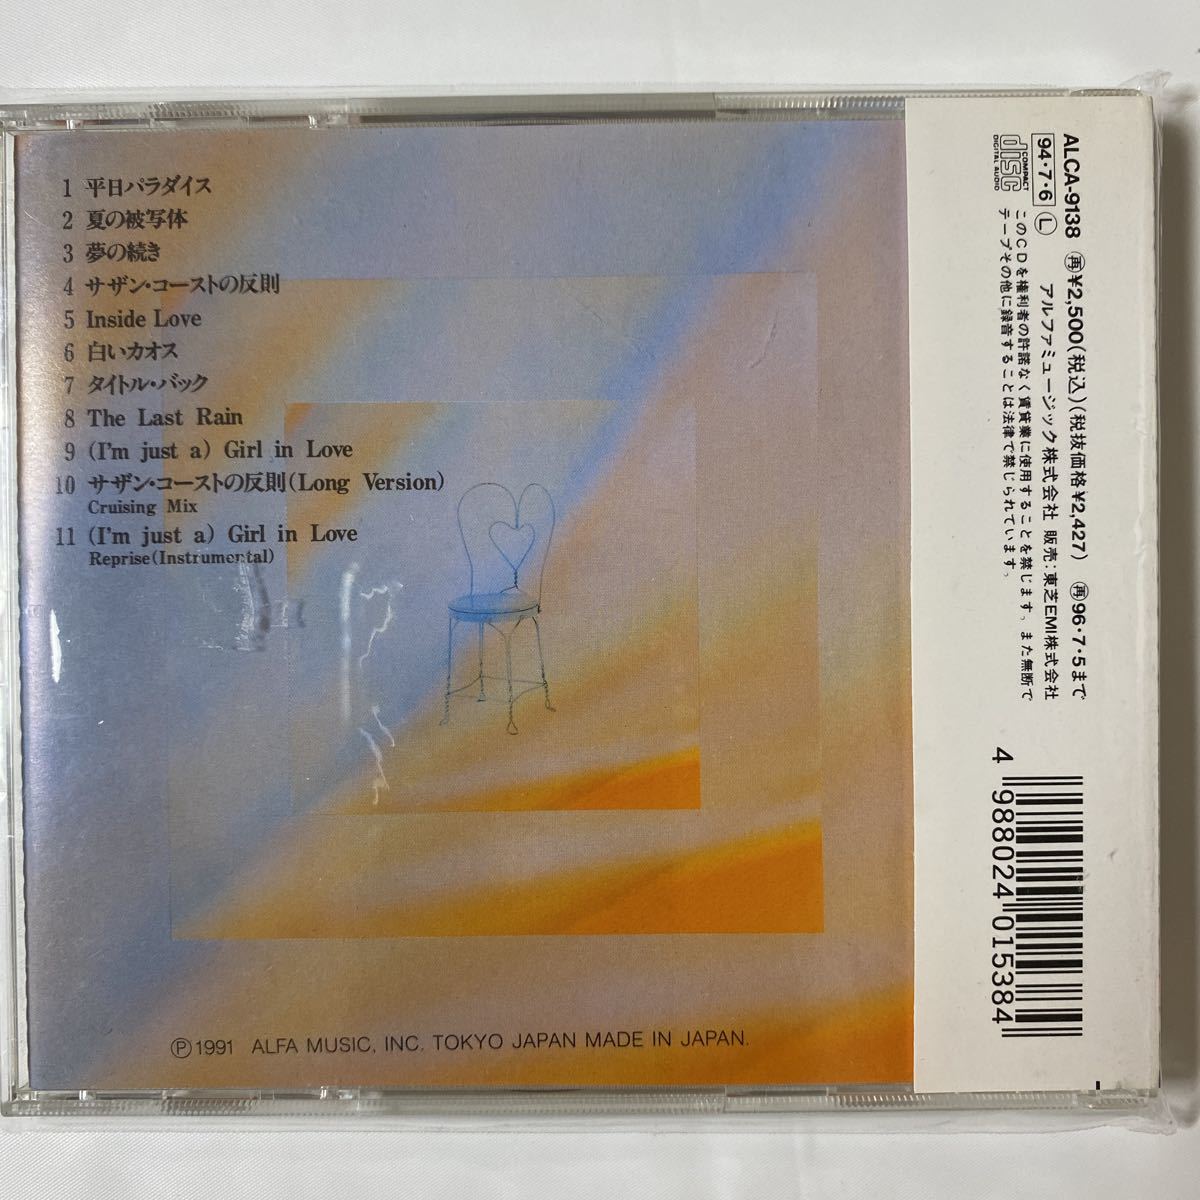 1 平日パラダイス
2 夏の被写体
3 夢の続き
4 サザン・コーストの反則
5 Inside Love
6 白いカオス
7 タイトル・バック
8 The Last Rain
9 (I'm just a) Girl in Love
10 サザン・コーストの反則(Long Version)
Cruising Mix
11 (I'm just a) Girl in Love
Reprise(Instrumental)
Ⓟ1991 ALFA MUSIC, INC. TOKYO JAPAN MADE IN JAPAN.
ALCA-9138 再¥2,500(税込)(税抜価格¥2,427) 再96・7・5まで
94・7・6 Ⓛ アルファミュージック株式会社 販売:東芝EMI株式会社
COMPACT disc DIGITAL AUDIO
このCDを権利者の許諾なく賃貸業に使用することを禁じます。また無断で
テープその他に録音することは法律で禁じられています。
4 988024 015384